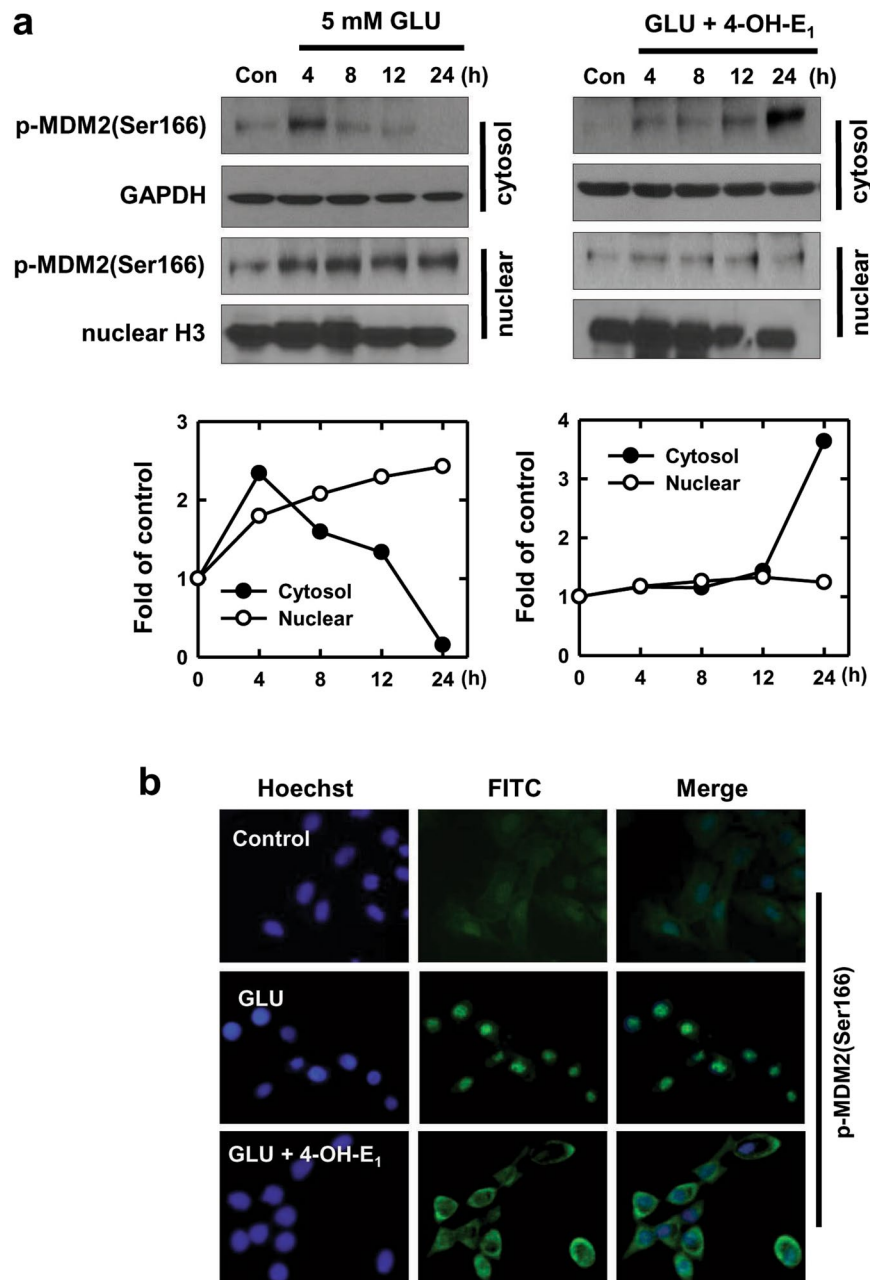 a
5 mM GLU
GLU + 4-OH-E1
Con 4 8 12 24 (h)
Con 4 8 12 24 (h)
p-MDM2(Ser166)
GAPDH
cytosol
cytosol
p-MDM2(Ser166)
nuclear H3
nuclear
nuclear
Fold of control
3
2
1
0
Cytosol
Nuclear
0 4 8 12 24 (h)
Fold of control
4
3
2
1
0
Cytosol
Nuclear
0 4 8 12 24 (h)
b
Hoechst FITC Merge
Control
GLU
GLU + 4-OH-E1
p-MDM2(Ser166)